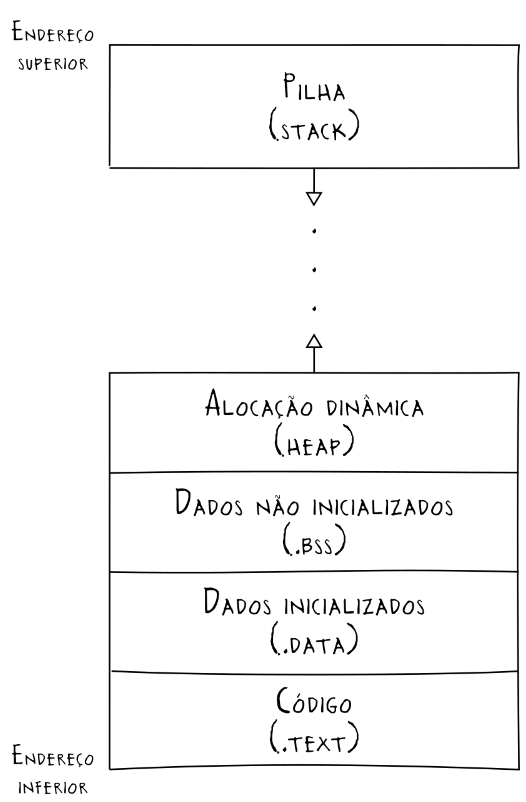 Endereço
superior
Pilha
(.stack)
Alocação dinâmica
(.heap)
Dados não inicializados
(.bss)
Dados inicializados
(.data)
Código
(.text)
Endereço
inferior